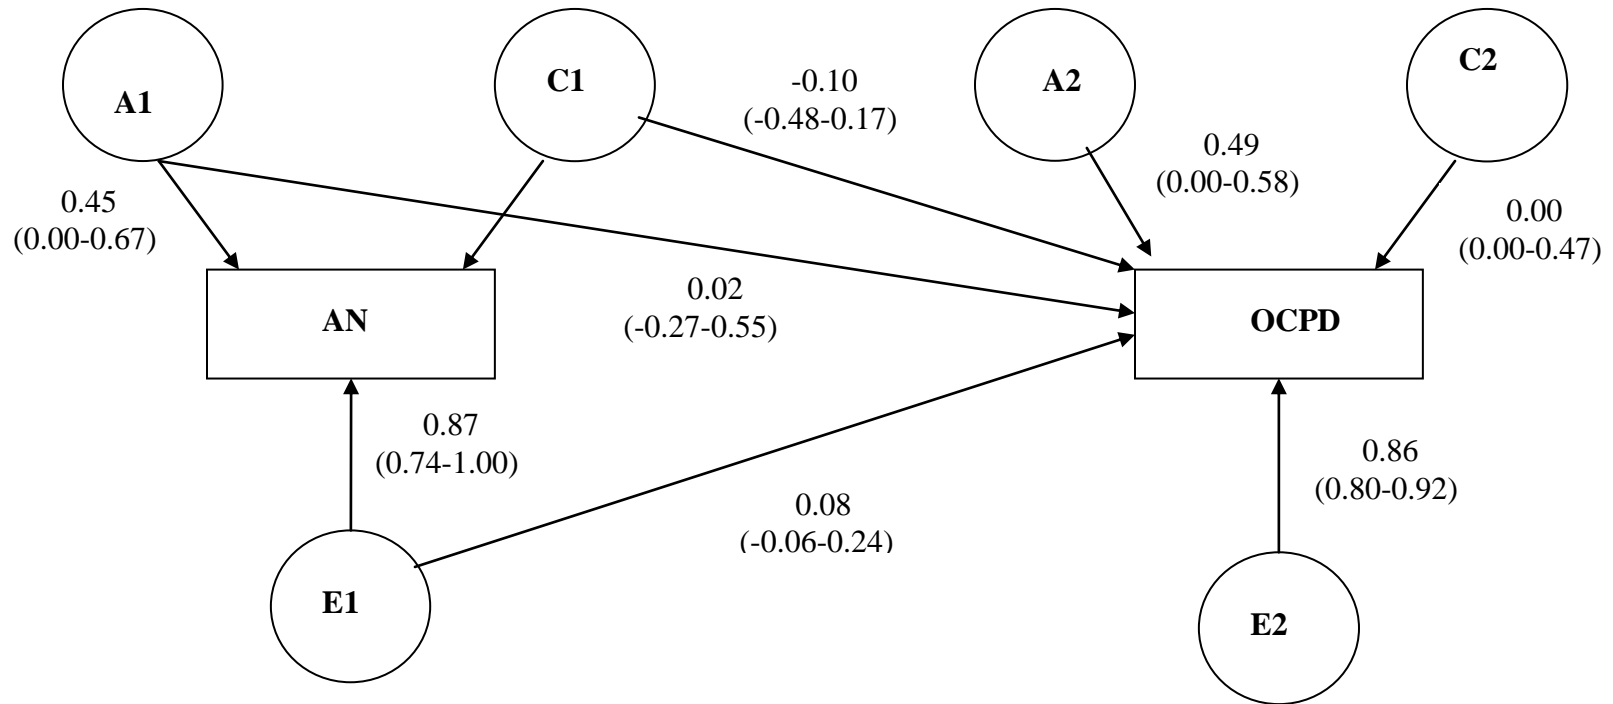 A1
C1
A2
C2
-0.10
(-0.48-0.17)
0.49
(0.00-0.58)
0.45
(0.00-0.67)
0.00
(0.00-0.47)
0.02
(-0.27-0.55)
AN
OCPD
0.87
(0.74-1.00)
0.86
(0.80-0.92)
0.08
(-0.06-0.24)
E1
E2